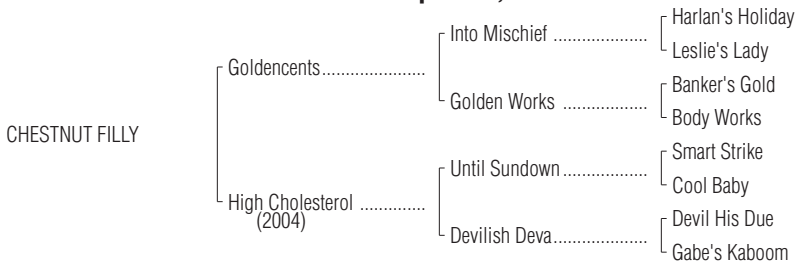 Harlan's Holiday
Into Mischief ....................
Leslie's Lady
Goldencents......................
Banker's Gold
Golden Works ..................
Body Works
CHESTNUT FILLY
Smart Strike
Until Sundown..................
Cool Baby
High Cholesterol ..............
(2004)
Devil His Due
Devilish Deva....................
Gabe's Kaboom